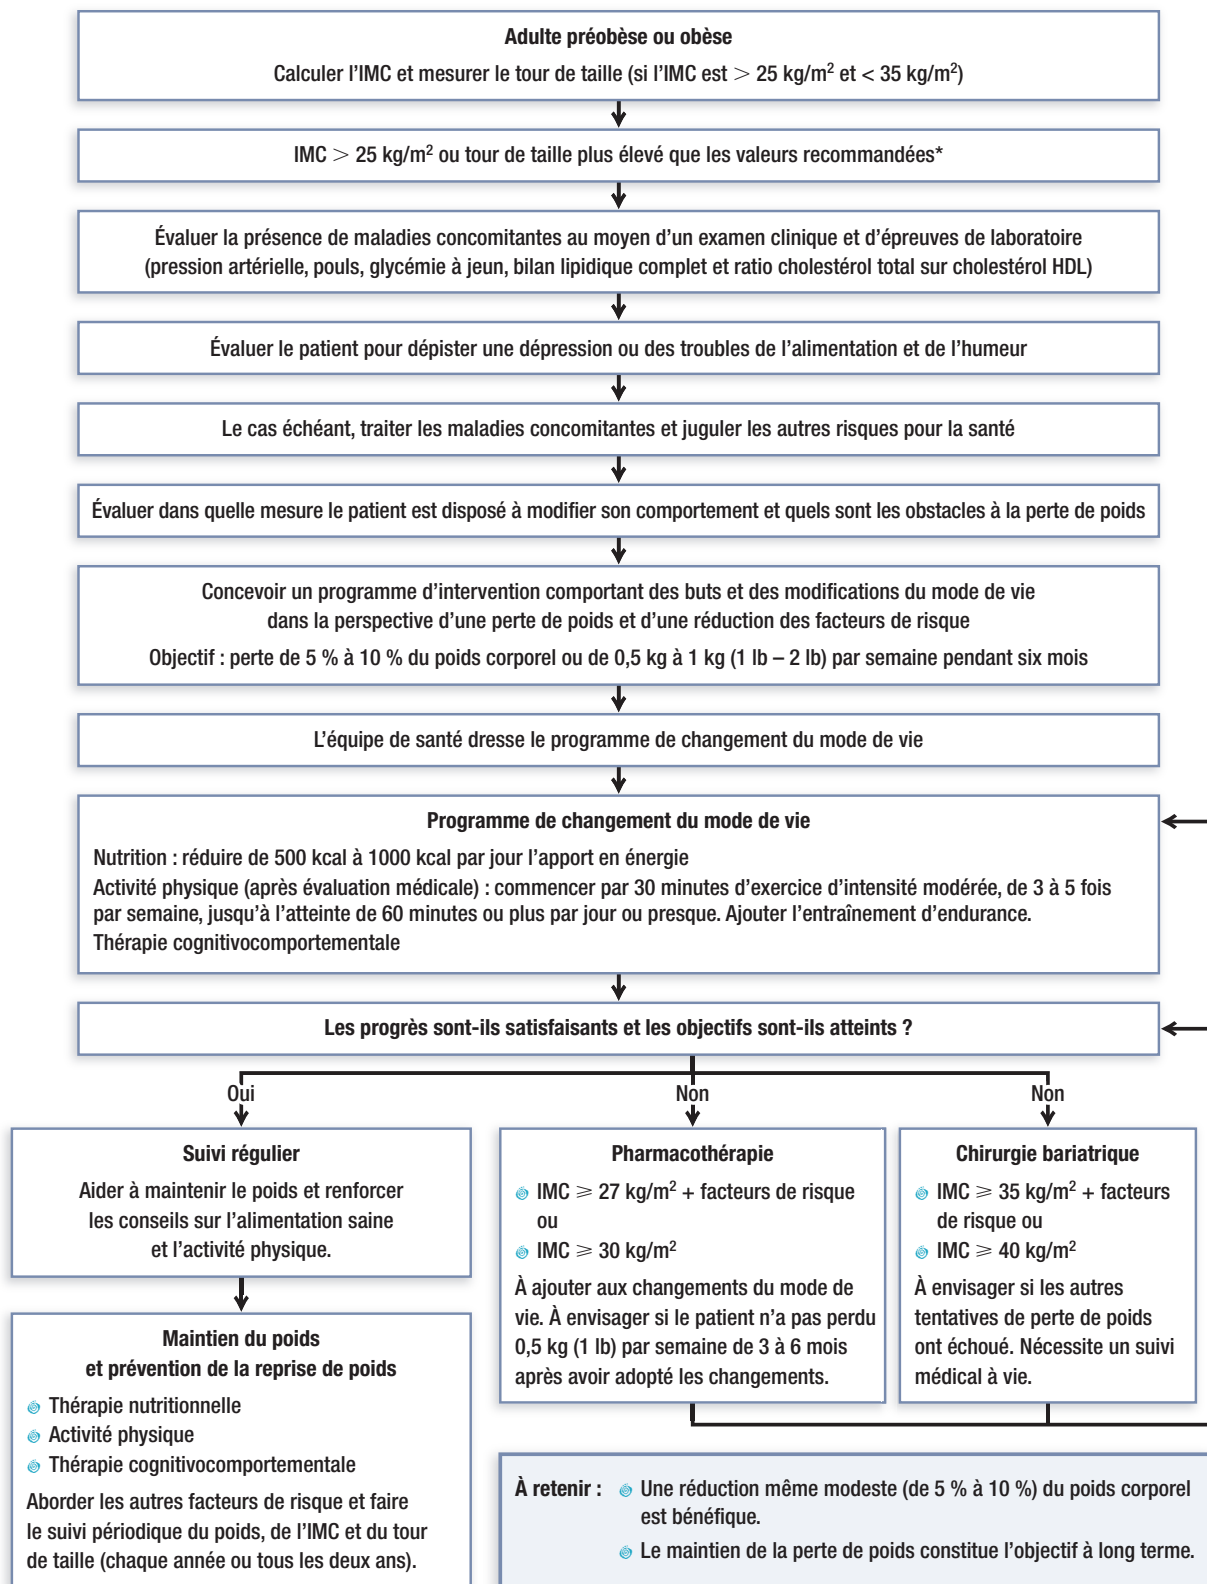 Adulte préobèse ou obèse
Calculer l’IMC et mesurer le tour de taille (si l’IMC est > 25 kg/m² et < 35 kg/m²)
IMC > 25 kg/m² ou tour de taille plus élevé que les valeurs recommandées*
Évaluer la présence de maladies concomitantes au moyen d’un examen clinique et d’épreuves de laboratoire
(pression artérielle, pouls, glycémie à jeun, bilan lipidique complet et ratio cholestérol total sur cholestérol HDL)
Évaluer le patient pour dépister une dépression ou des troubles de l’alimentation et de l’humeur
Le cas échéant, traiter les maladies concomitantes et juguler les autres risques pour la santé
Évaluer dans quelle mesure le patient est disposé à modifier son comportement et quels sont les obstacles à la perte de poids
Concevoir un programme d’intervention comportant des buts et des modifications du mode de vie
dans la perspective d’une perte de poids et d’une réduction des facteurs de risque
Objectif : perte de 5 % à 10 % du poids corporel ou de 0,5 kg à 1 kg (1 lb – 2 lb) par semaine pendant six mois
L’équipe de santé dresse le programme de changement du mode de vie
Programme de changement du mode de vie
Nutrition : réduire de 500 kcal à 1000 kcal par jour l’apport en énergie
Activité physique (après évaluation médicale) : commencer par 30 minutes d’exercice d’intensité modérée, de 3 à 5 fois
par semaine, jusqu’à l’atteinte de 60 minutes ou plus par jour ou presque. Ajouter l’entraînement d’endurance.
Thérapie cognitivocomportementale
Les progrès sont-ils satisfaisants et les objectifs sont-ils atteints ?
Oui
Non
Non
Suivi régulier
Aider à maintenir le poids et renforcer
les conseils sur l’alimentation saine
et l’activité physique.
Maintien du poids
et prévention de la reprise de poids
Thérapie nutritionnelle
Activité physique
Thérapie cognitivocomportementale
Aborder les autres facteurs de risque et faire
le suivi périodique du poids, de l’IMC et du tour
de taille (chaque année ou tous les deux ans).
Pharmacothérapie
IMC ⩾ 27 kg/m² + facteurs de risque
ou
IMC ⩾ 30 kg/m²
À ajouter aux changements du mode de
vie. À envisager si le patient n’a pas perdu
0,5 kg (1 lb) par semaine de 3 à 6 mois
après avoir adopté les changements.
Chirurgie bariatrique
IMC ⩾ 35 kg/m² + facteurs
de risque ou
IMC ⩾ 40 kg/m²
À envisager si les autres
tentatives de perte de poids
ont échoué. Nécessite un suivi
médical à vie.
À retenir : Une réduction même modeste (de 5 % à 10 %) du poids corporel
est bénéfique.
Le maintien de la perte de poids constitue l’objectif à long terme.